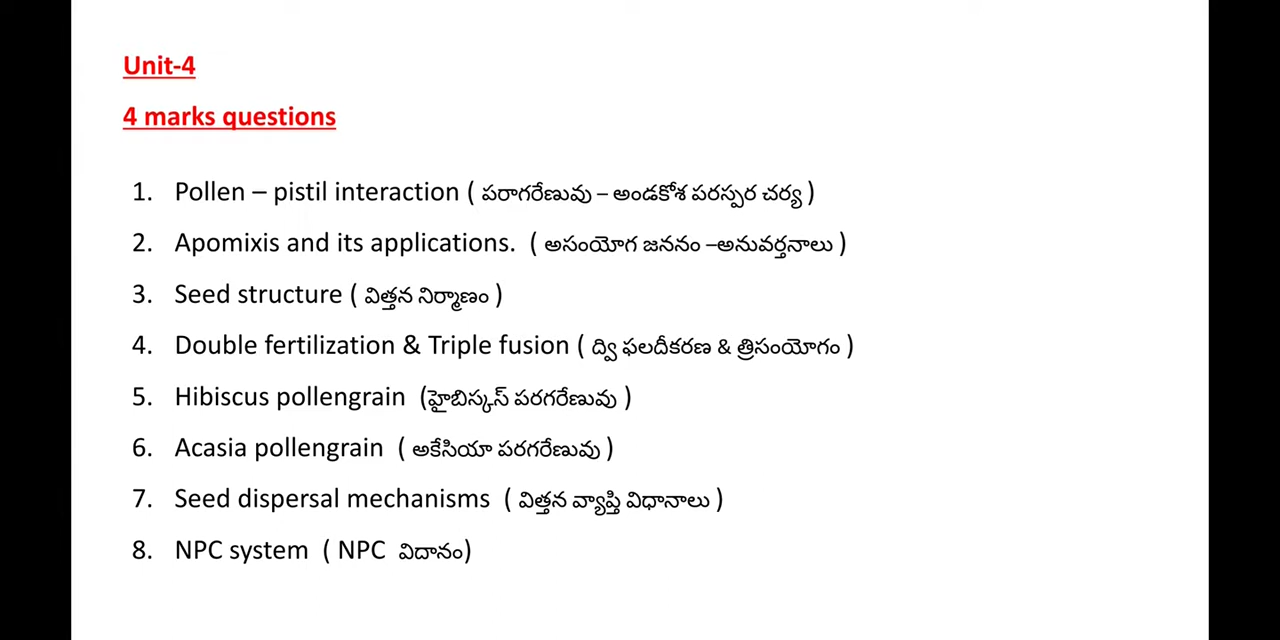 Unit-4
4 marks questions
1. Pollen – pistil interaction ( పరాగరేణువు – అండకోశ పరస్పర చర్య )
2. Apomixis and its applications. ( అసంయోగ జననం –అనువర్తనాలు )
3. Seed structure ( విత్తన నిర్మాణం )
4. Double fertilization & Triple fusion ( ద్వి ఫలదీకరణ & త్రిసంయోగం )
5. Hibiscus pollengrain (హైబిస్కస్ పరగరేణువు )
6. Acasia pollengrain ( అకేసియా పరగరేణువు )
7. Seed dispersal mechanisms ( విత్తన వ్యాప్తి విధానాలు )
8. NPC system ( NPC విదానం)